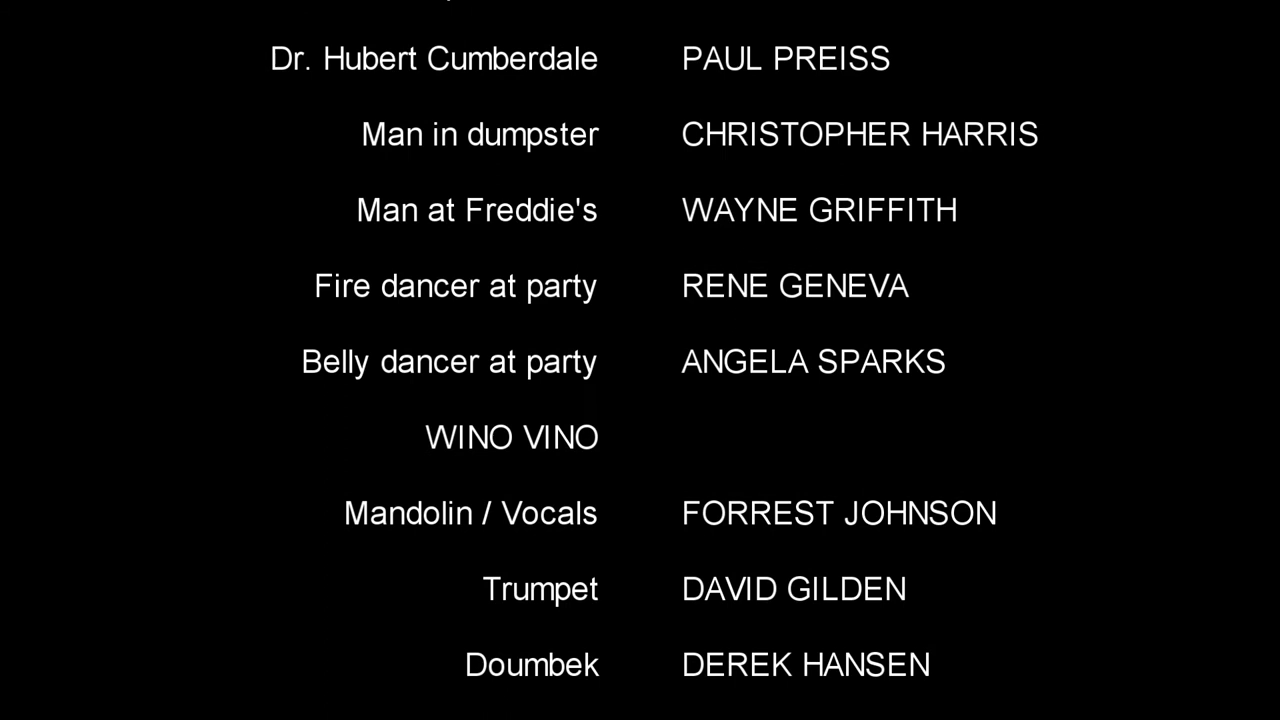 Dr. Hubert Cumberdale PAUL PREISS
Man in dumpster CHRISTOPHER HARRIS
Man at Freddie's WAYNE GRIFFITH
Fire dancer at party RENE GENEVA
Belly dancer at party ANGELA SPARKS
WINO VINO
Mandolin / Vocals FORREST JOHNSON
Trumpet DAVID GILDEN
Doumbek DEREK HANSEN